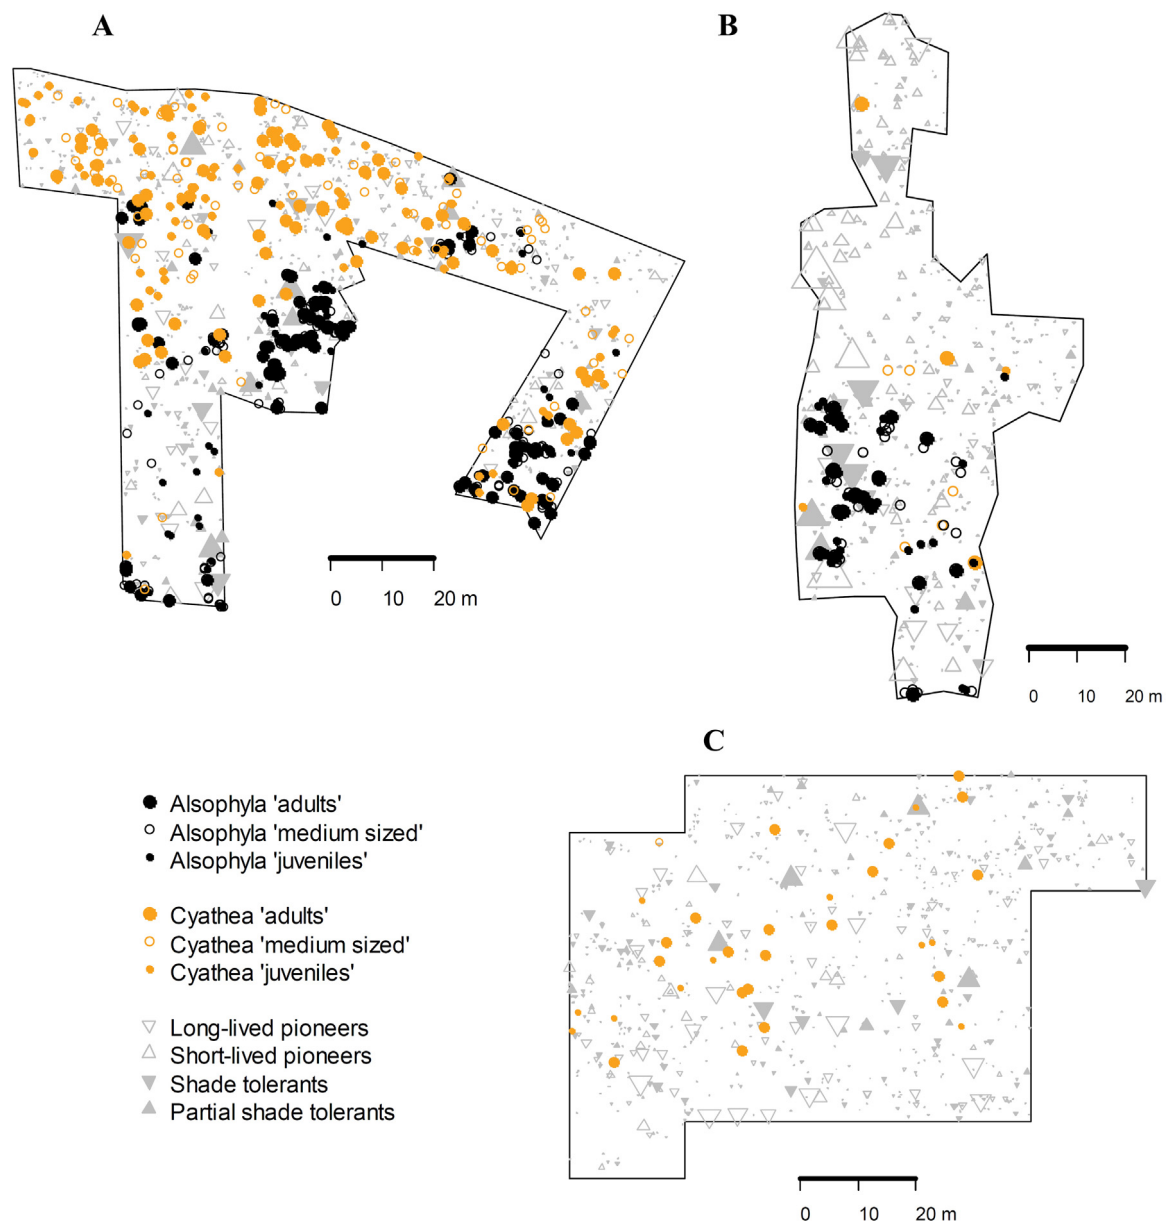 A
B
0 10 20 m
0 10 20 m
C
Alsophyla 'adults'
Alsophyla 'medium sized'
Alsophyla 'juveniles'
Cyathea 'adults'
Cyathea 'medium sized'
Cyathea 'juveniles'
Long-lived pioneers
Short-lived pioneers
Shade tolerants
Partial shade tolerants
0 10 20 m